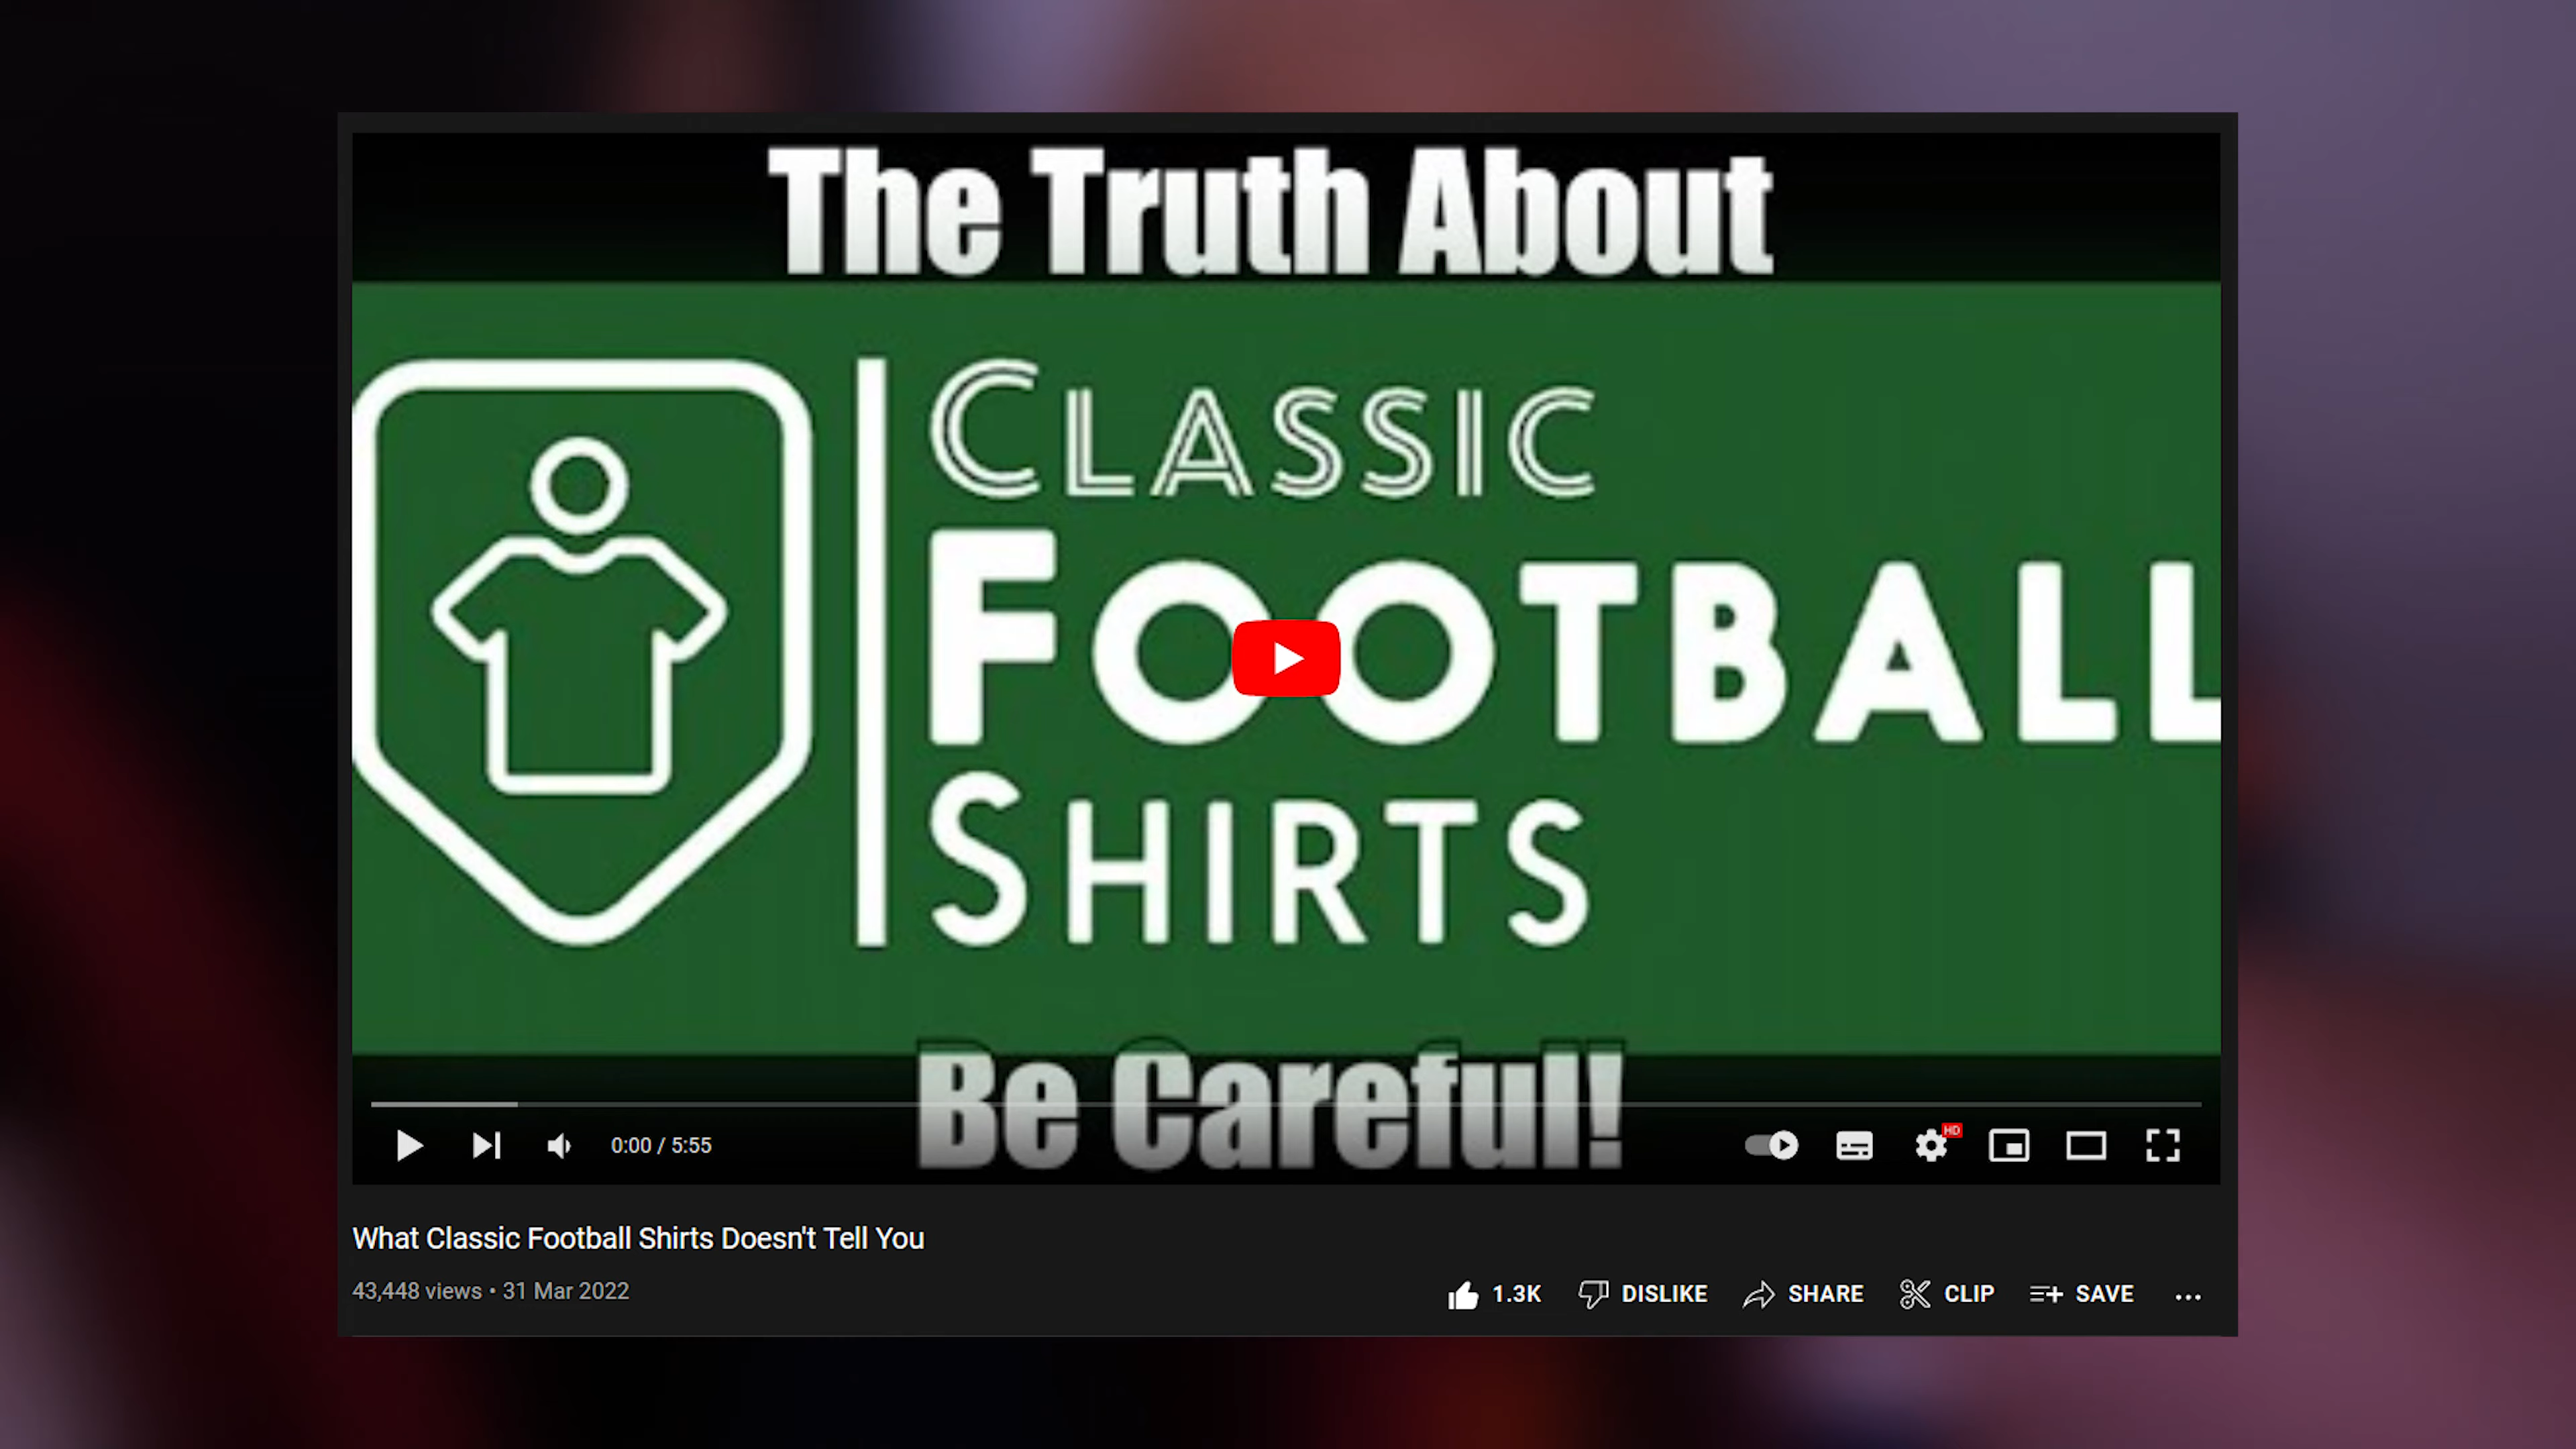 The Truth About
CLASSIC
FOOTBALL
SHIRTS
Be Careful!
0:00 / 5:55
HD
What Classic Football Shirts Doesn't Tell You
43,448 views • 31 Mar 2022
1.3K DISLIKE SHARE CLIP SAVE ...